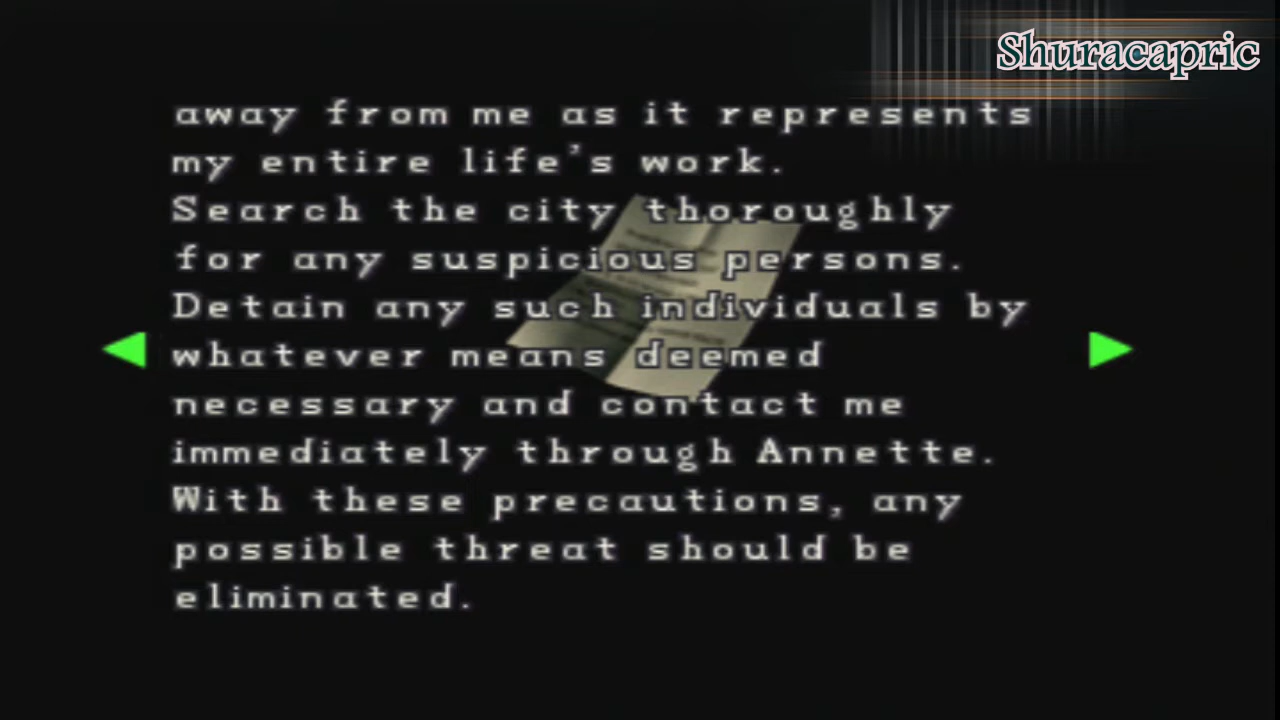 Shuracapric
away from me as it represents
my entire life's work.
Search the city thoroughly
for any suspicious persons.
Detain any such individuals by
whatever means deemed
necessary and contact me
immediately through Annette.
With these precautions, any
possible threat should be
eliminated.